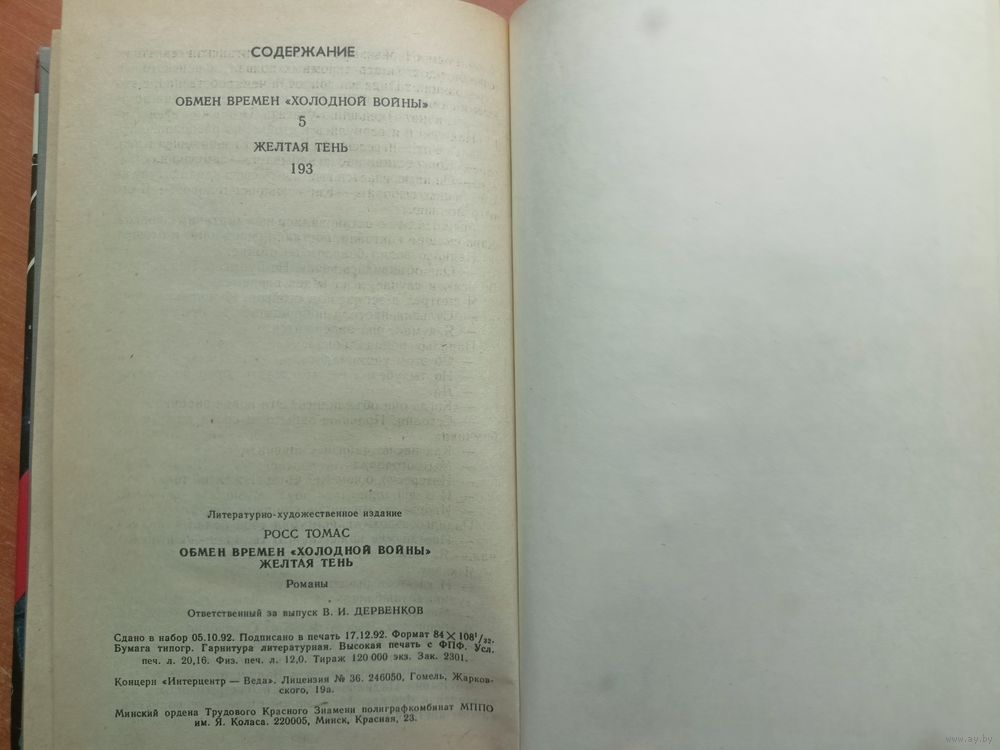 СОДЕРЖАНИЕ
ОБМЕН ВРЕМЕН «ХОЛОДНОЙ ВОЙНЫ»
5
ЖЕЛТАЯ ТЕНЬ
193
Литературно-художественное издание
РОСС ТОМАС
ОБМЕН ВРЕМЕН «ХОЛОДНОЙ ВОЙНЫ»
ЖЕЛТАЯ ТЕНЬ
Романы
Ответственный за выпуск В. И. ДЕРВЕНКОВ
Сдано в набор 05.10.92. Подписано в печать 17.12.92. Формат 84×108¹/₃₂.
Бумага типогр. Гарнитура литературная. Высокая печать с ФПФ. Усл.
печ. л. 20,16. Физ. печ. л. 12,0. Тираж 120 000 экз. Зак. 2301.
Концерн «Интерцентр — Веда». Лицензия № 36. 246050, Гомель, Жарков-
ского, 19а.
Минский ордена Трудового Красного Знамени полиграфкомбинат МППО
им. Я. Коласа. 220005, Минск, Красная, 23.
www.ay.by